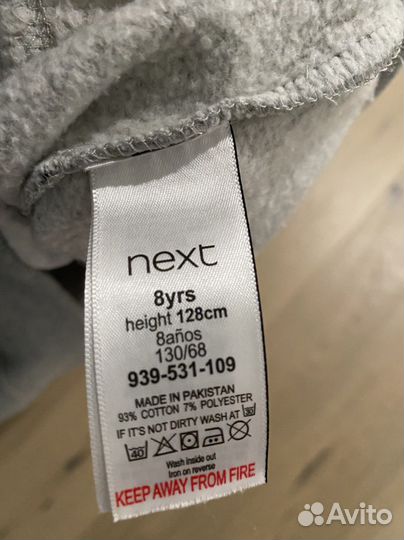 next
8yrs
height 128cm
8años
130/68
939-531-109
MADE IN PAKISTAN
93% COTTON 7% POLYESTER
IF IT'S NOT DIRTY WASH AT 30
40
Wash inside out
Iron on reverse
KEEP AWAY FROM FIRE
Avito